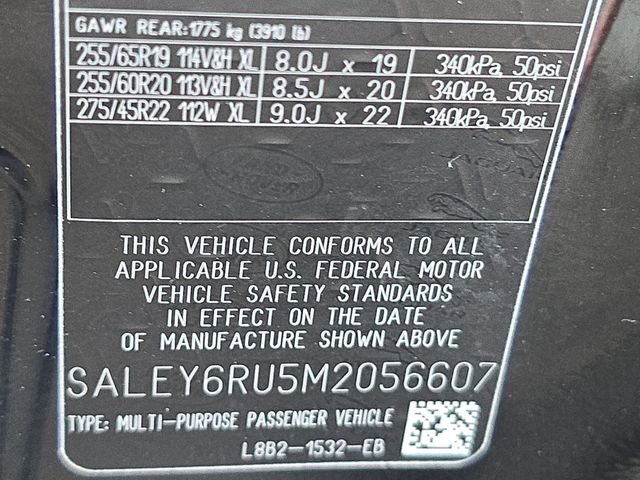 GAWR REAR:1775 kg (3910 lb)
255/65R19 114V&H XL 8.0J x 19 340kPa, 50psi
255/60R20 113V&H XL 8.5J x 20 340kPa, 50psi
275/45R22 112W XL 9.0J x 22 340kPa, 50psi
JAGUAR
THIS VEHICLE CONFORMS TO ALL
APPLICABLE U.S. FEDERAL MOTOR
VEHICLE SAFETY STANDARDS
IN EFFECT ON THE DATE
OF MANUFACTURE SHOWN ABOVE
SALEY6RU5M2056607
TYPE: MULTI-PURPOSE PASSENGER VEHICLE
L8B2-1532-EB